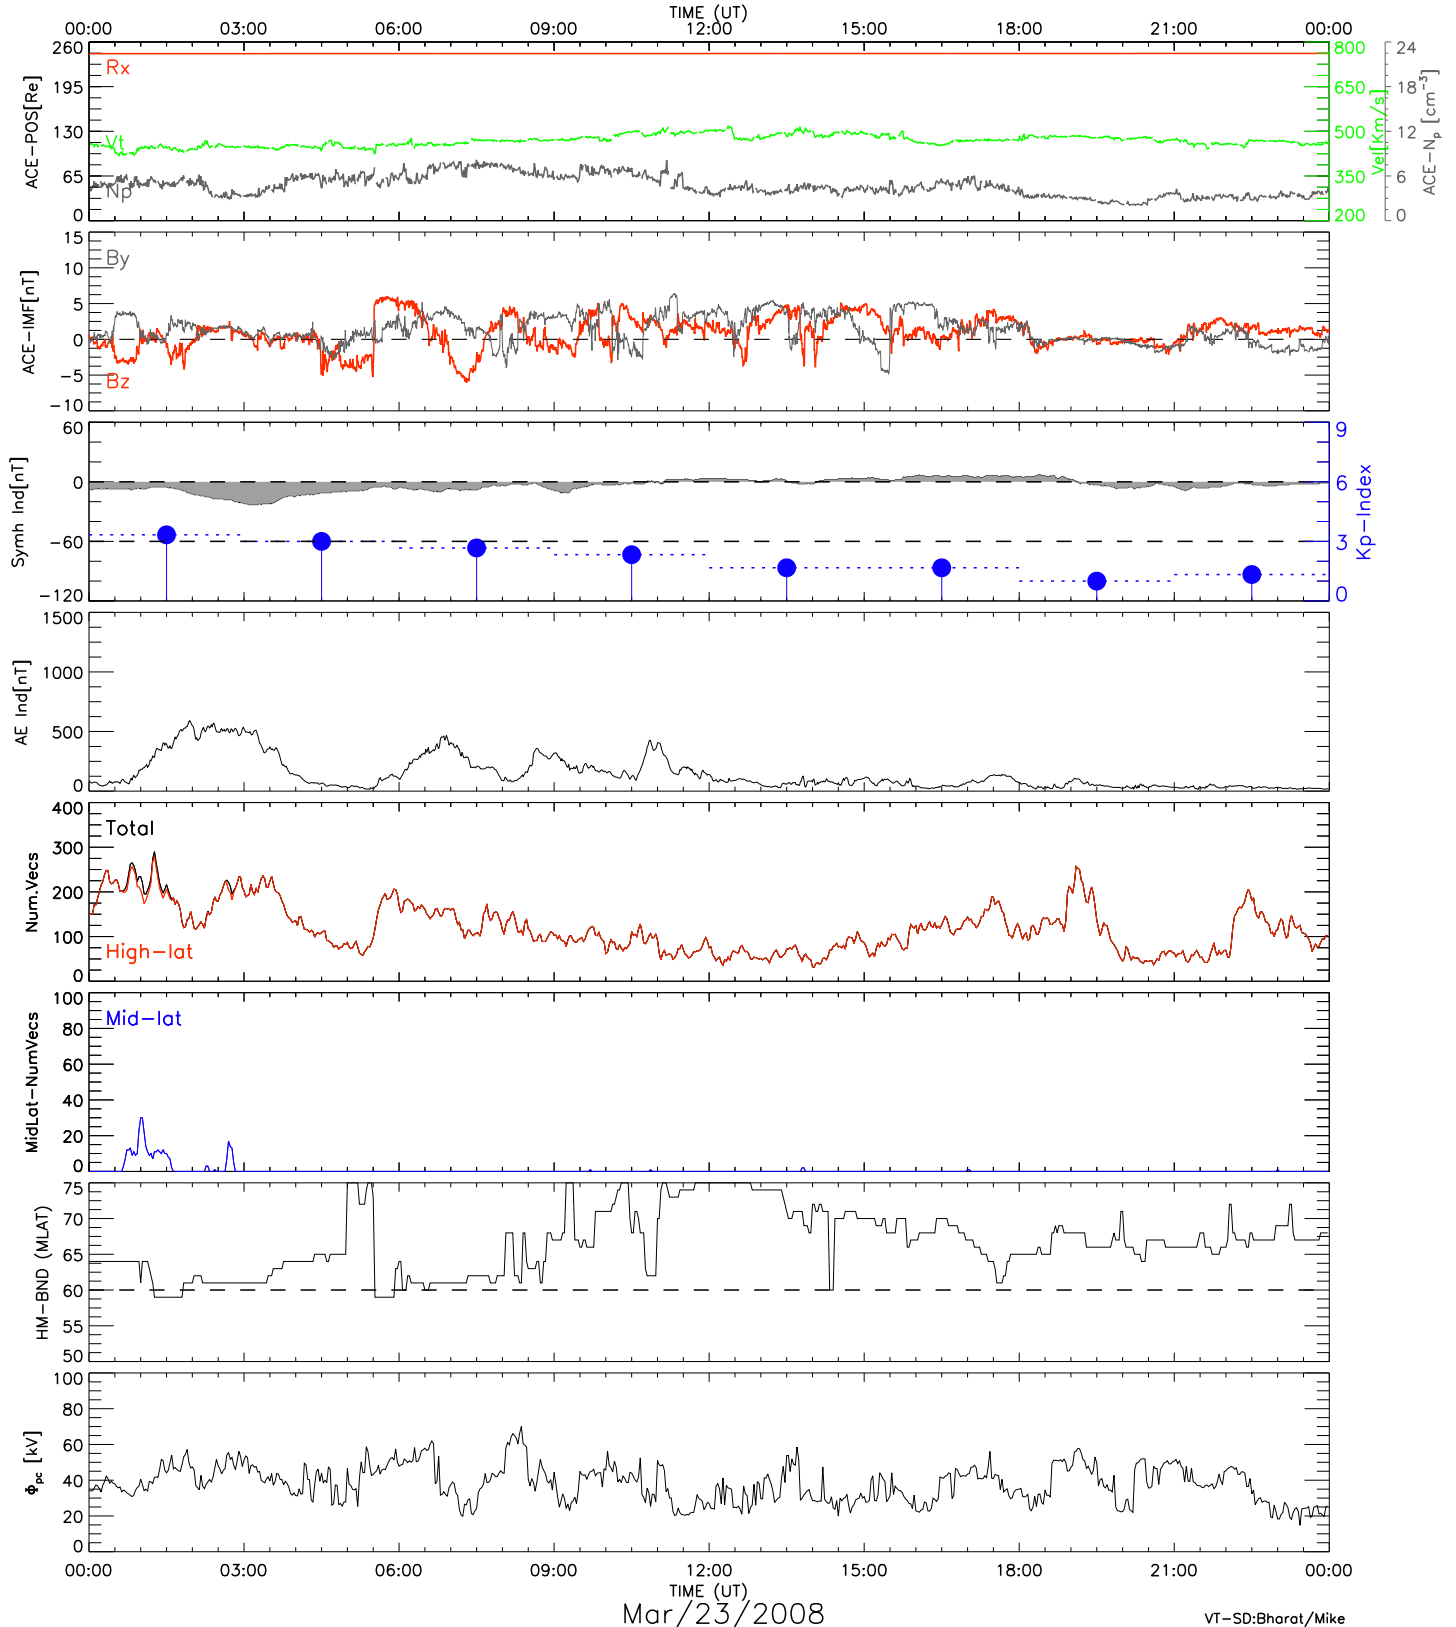 TIME (UT)
00:00 03:00 06:00 09:00 12:00 15:00 18:00 21:00 00:00
260 195 130 65 0
ACE-POS[Re]
Rx
Vt
Np
800 650 500 350 200
Vel[Km/s]
24 18 12 6 0
ACE-Np [cm-3]
15 10 5 0 -5 -10
ACE-IMF[nT]
By
Bz
60 0 -60 -120
Symh Ind[nT]
9 6 3 0
Kp-Index
1500 1000 500 0
AE Ind[nT]
400 300 200 100 0
Num.Vecs
Total
High-lat
100 80 60 40 20 0
MidLat-NumVecs
Mid-lat
75 70 65 60 55 50
HM-BND (MLAT)
100 80 60 40 20 0
Φpc [kV]
00:00 03:00 06:00 09:00 12:00 15:00 18:00 21:00 00:00
TIME (UT)
Mar/23/2008
VT-SD:Bharat/Mike